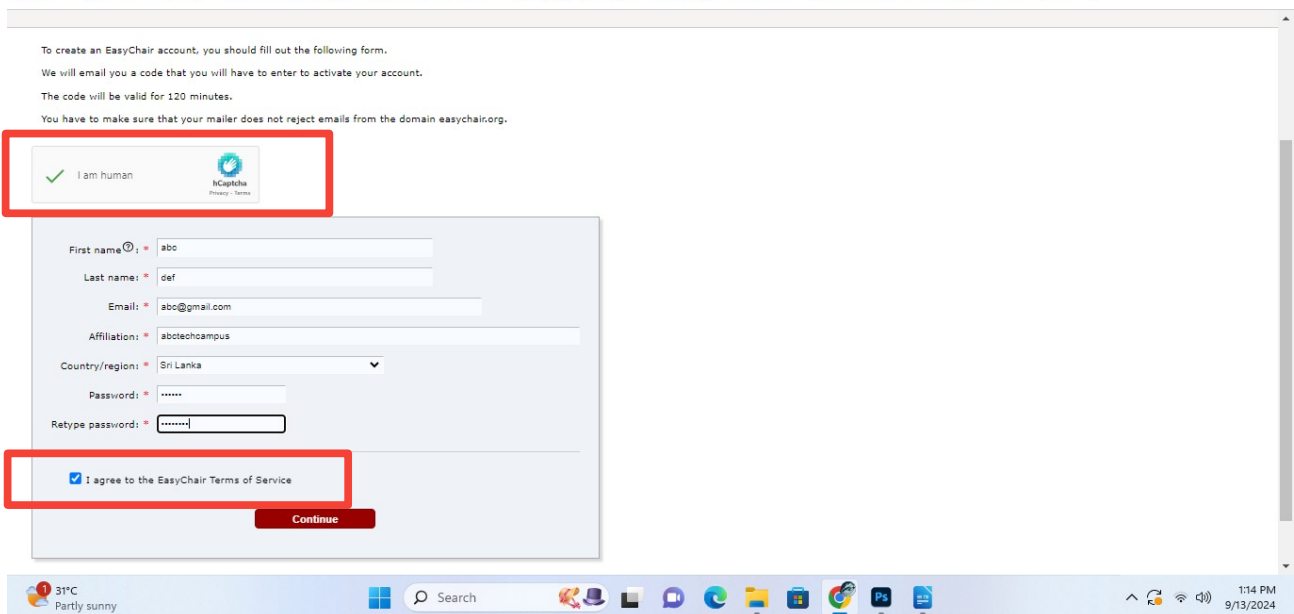 To create an EasyChair account, you should fill out the following form.
We will email you a code that you will have to enter to activate your account.
The code will be valid for 120 minutes.
You have to make sure that your mailer does not reject emails from the domain easychair.org.
I am human
hCaptcha
Privacy - Terms
First name?: * abc
Last name: * def
Email: * abc@gmail.com
Affiliation: * abctechcampus
Country/region: * Sri Lanka
Password: * ••••••
Retype password: * ••••••••
I agree to the EasyChair Terms of Service
Continue
1
31°C
Partly sunny
Search
Ps
1:14 PM
9/13/2024